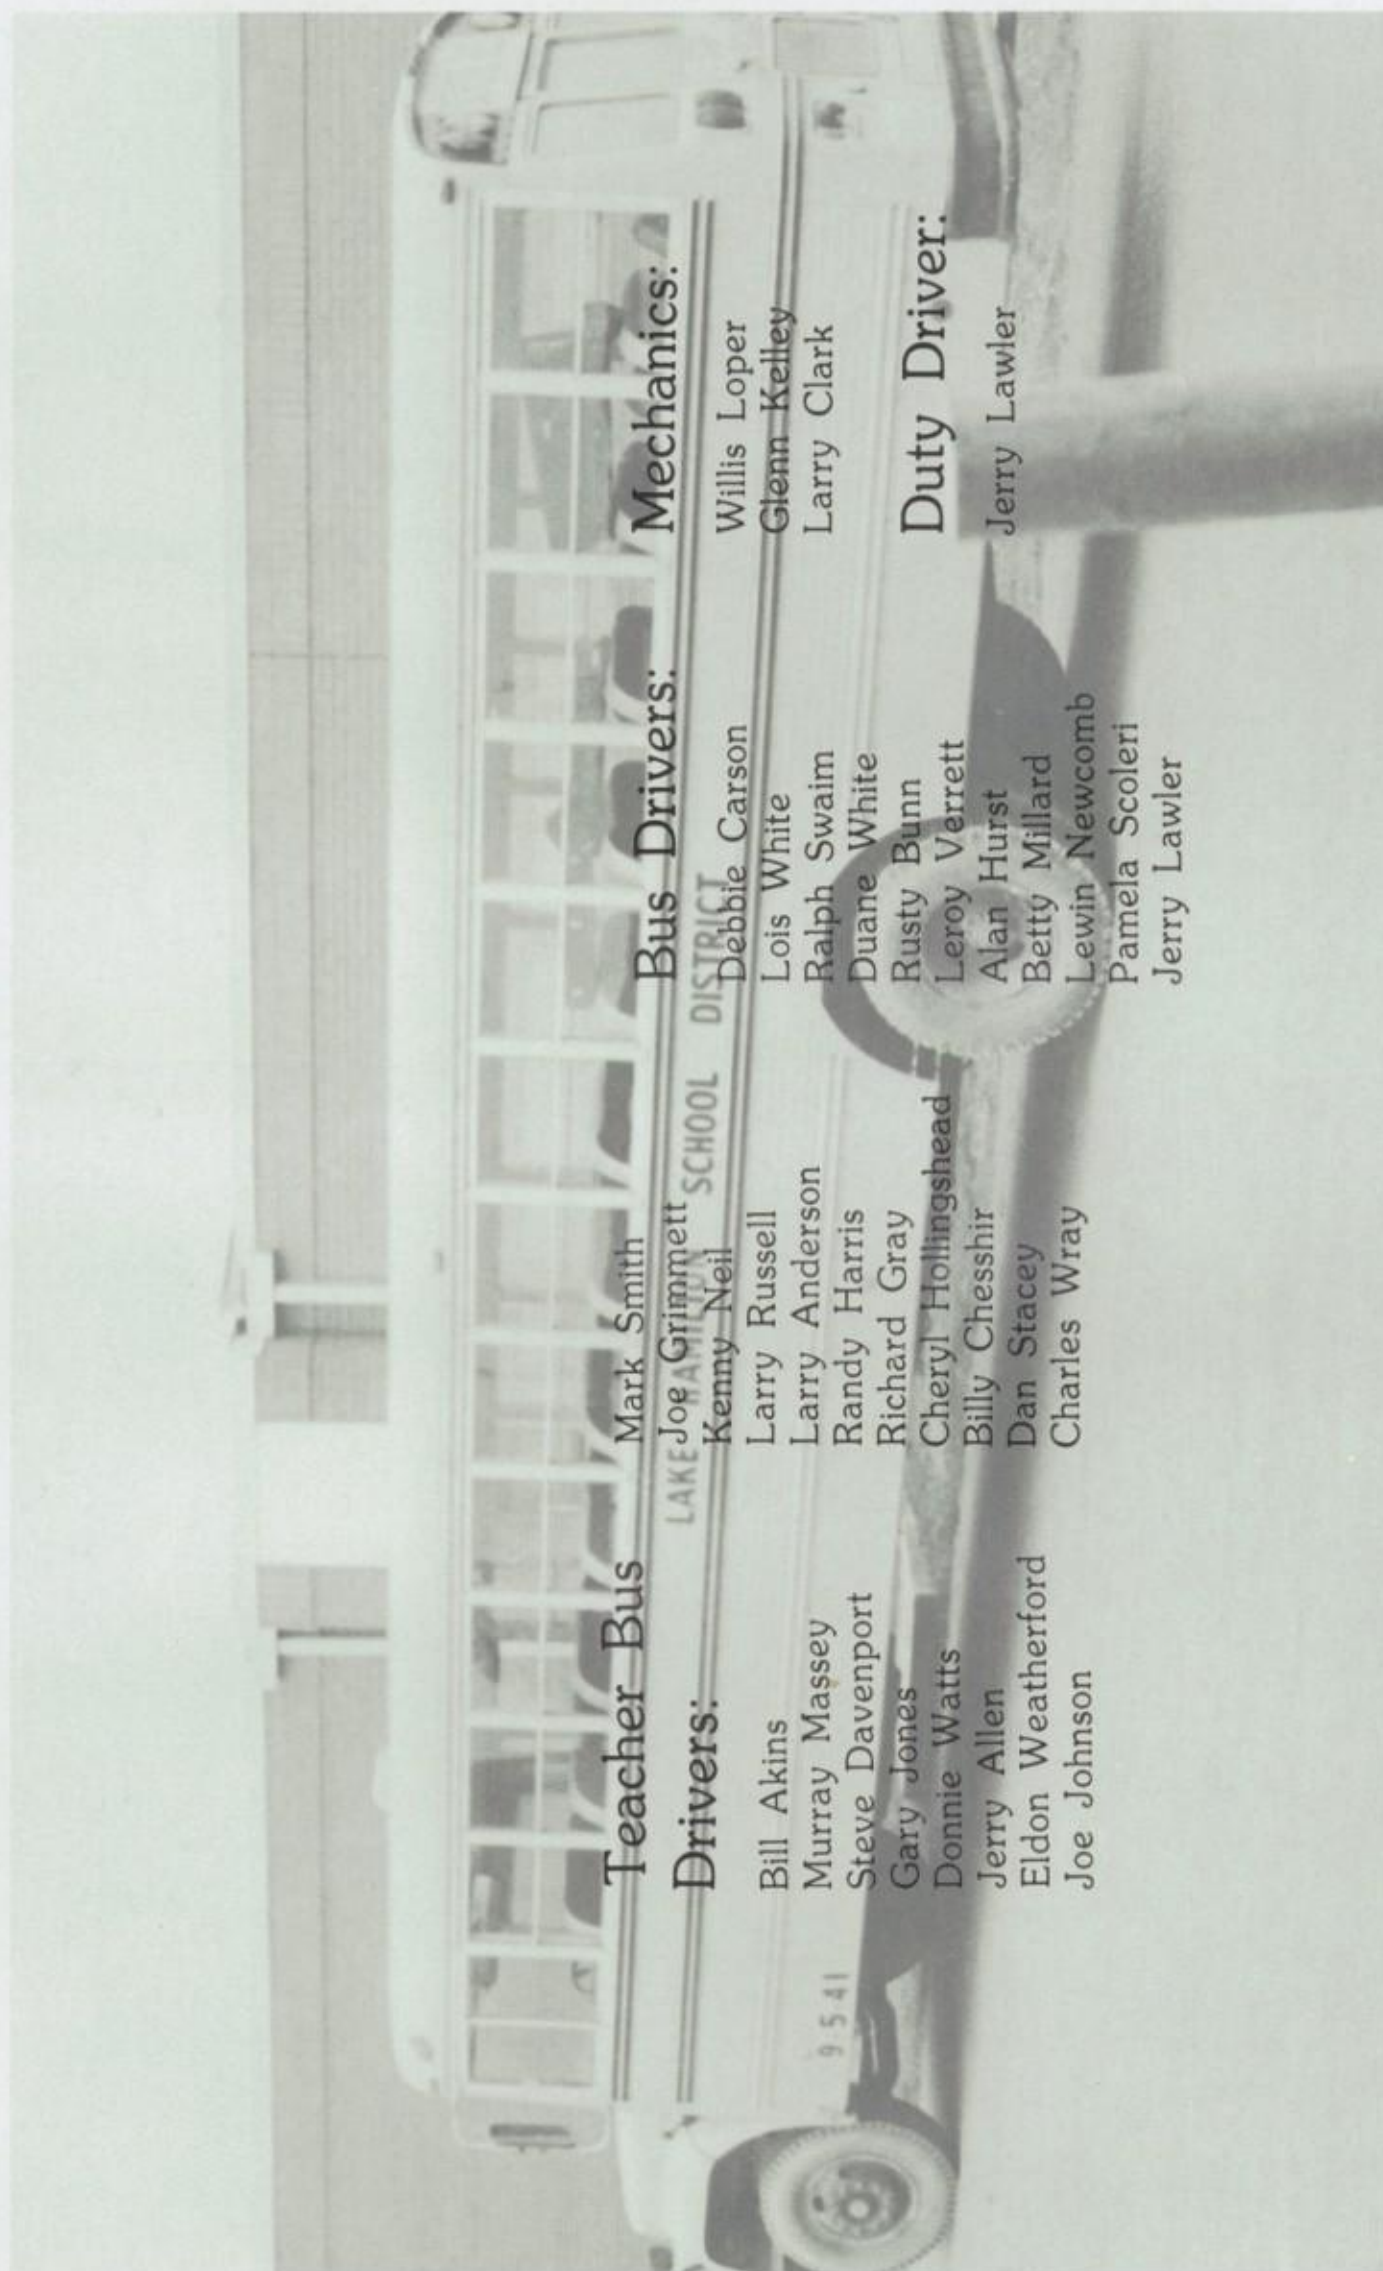 Teacher Bus
Drivers:
Bill Akins
Murray Massey
Steve Davenport
Gary Jones
Donnie Watts
Jerry Allen
Eldon Weatherford
Joe Johnson
Mark Smith
Joe Grimmett
Kenny Neil
Larry Russell
Larry Anderson
Randy Harris
Richard Gray
Cheryl Hollingshead
Billy Chesshir
Dan Stacey
Charles Wray
Bus Drivers:
Debbie Carson
Lois White
Ralph Swaim
Duane White
Rusty Bunn
Leroy Verrett
Alan Hurst
Betty Millard
Lewin Newcomb
Pamela Scoleri
Jerry Lawler
Mechanics:
Willis Loper
Glenn Kelley
Larry Clark
Duty Driver:
Jerry Lawler
LAKE HAMILTON SCHOOL DISTRICT
9541